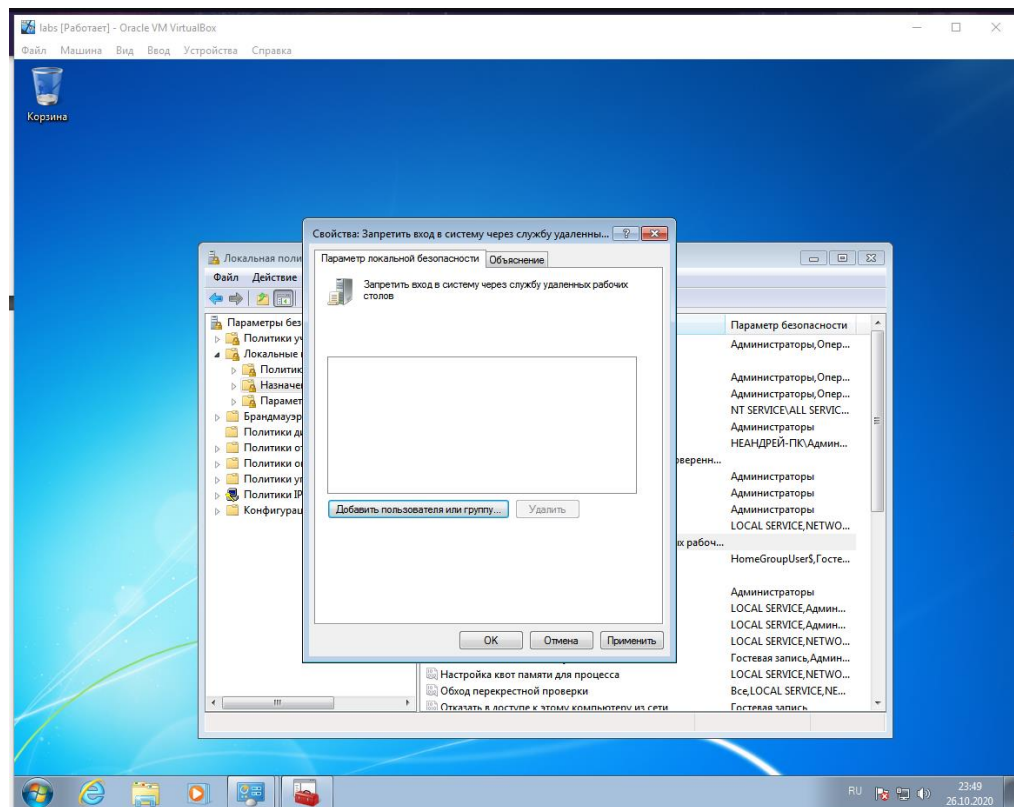 labs [Работает] - Oracle VM VirtualBox
Файл Машина Вид Ввод Устройства Справка
Корзина
Свойства: Запретить вход в систему через службу удаленны...
Параметр локальной безопасности Объяснение
Запретить вход в систему через службу удаленных рабочих
столов
Добавить пользователя или группу... Удалить
OK Отмена Применить
Локальная поли
Файл Действие
Параметры без
Политики уч
Локальные
Политик
Назначе
Парамет
Брандмауэр
Политики ди
Политики от
Политики
Политики уп
Политики IP
Конфигурац
Параметр безопасности
Администраторы,Опер...
Администраторы,Опер...
Администраторы,Опер...
NT SERVICE\ALL SERVIC...
Администраторы
НЕАНДРЕЙ-ПК\Админ...
веренн...
Администраторы
Администраторы
Администраторы
LOCAL SERVICE,NETWO...
их рабоч...
HomeGroupUser$,Госте...
Администраторы
LOCAL SERVICE,Админ...
LOCAL SERVICE,Админ...
LOCAL SERVICE,NETWO...
Гостевая запись,Админ...
Настройка квот памяти для процесса LOCAL SERVICE,NETWO...
Обход перекрестной проверки Все,LOCAL SERVICE,NE...
Отказать в доступе к этому компьютеру из сети Гостевая запись
RU 23:49
26.10.2020